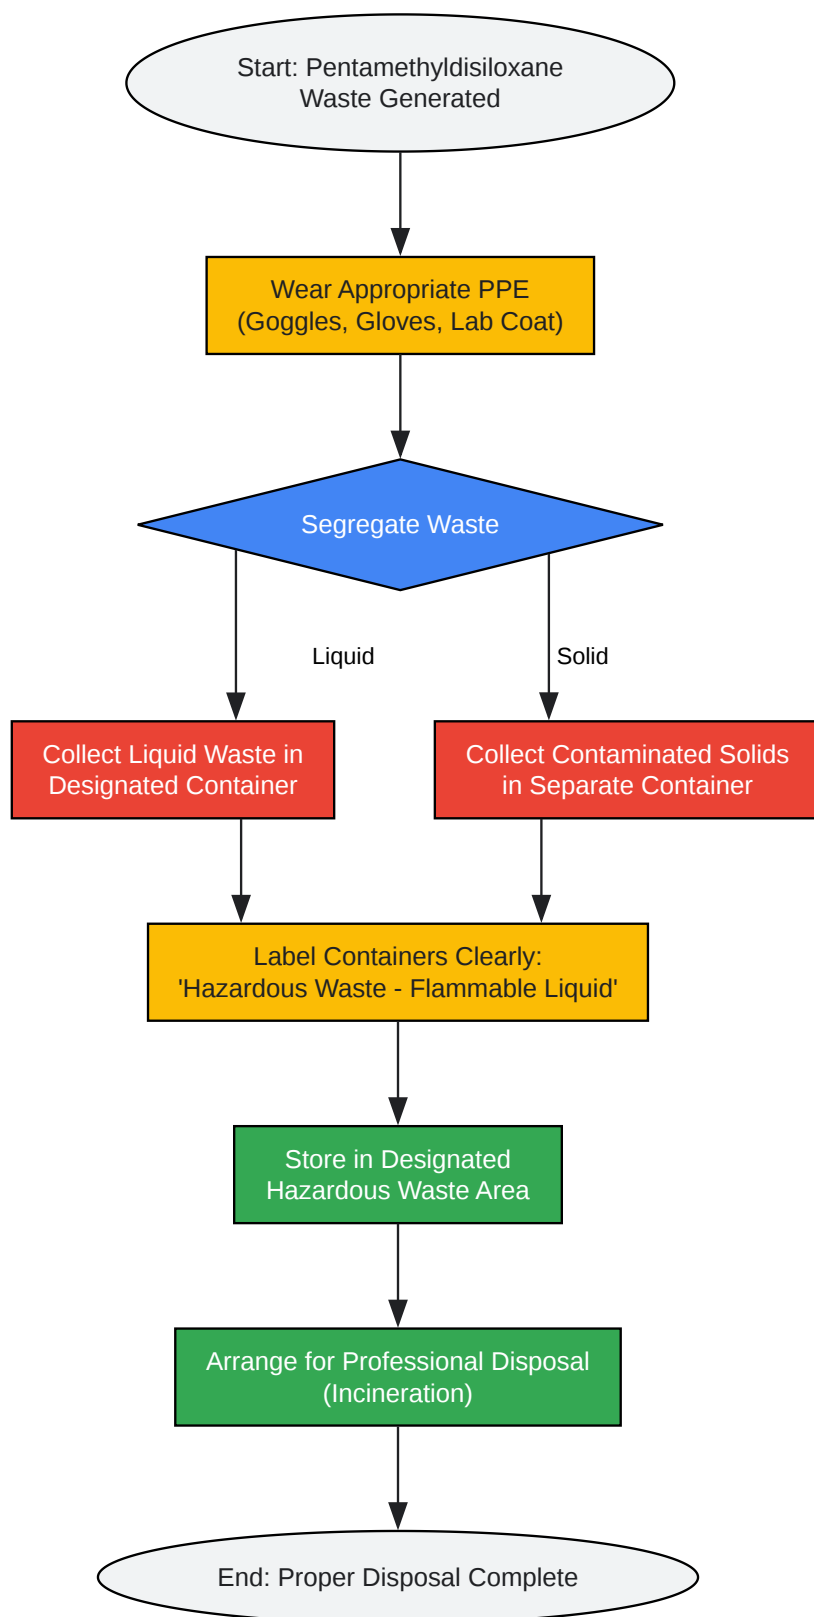 Start: Pentamethyldisiloxane
Waste Generated
Wear Appropriate PPE
(Goggles, Gloves, Lab Coat)
Segregate Waste
Liquid
Solid
Collect Liquid Waste in
Designated Container
Collect Contaminated Solids
in Separate Container
Label Containers Clearly:
'Hazardous Waste - Flammable Liquid'
Store in Designated
Hazardous Waste Area
Arrange for Professional Disposal
(Incineration)
End: Proper Disposal Complete